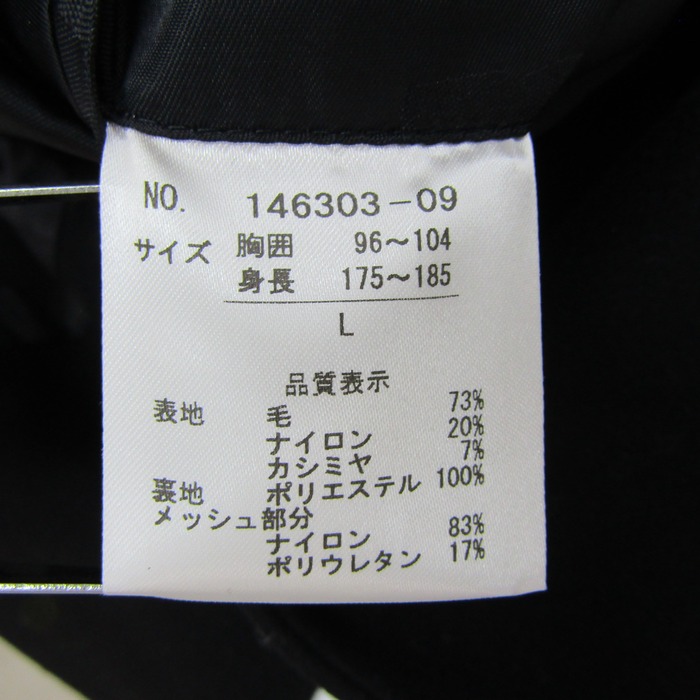 NO. 146303-09
サイズ 胸囲 96～104
身長 175～185
L
品質表示
表地 毛 73%
ナイロン 20%
カシミヤ 7%
裏地 ポリエステル 100%
メッシュ部分
ナイロン 83%
ポリウレタン 17%